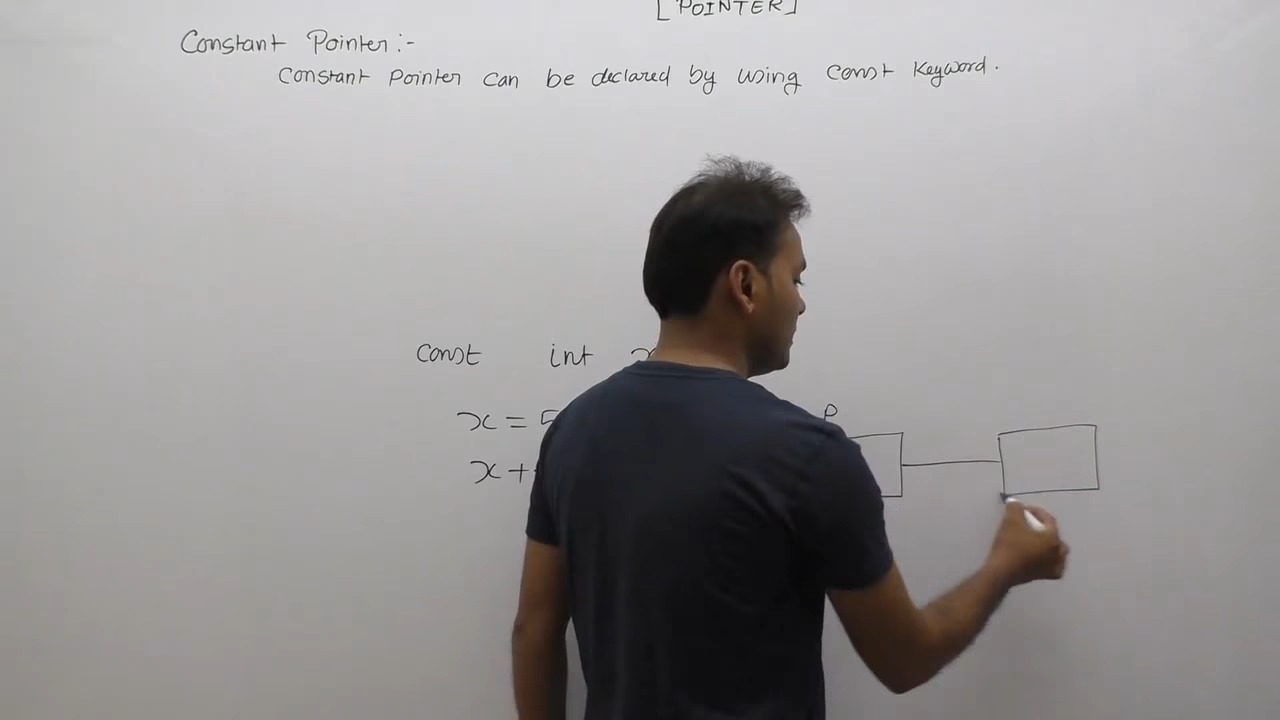 [POINTER]
Constant Pointer :-
Constant Pointer can be declared by using const keyword.
const int x
x = 5
P
x +